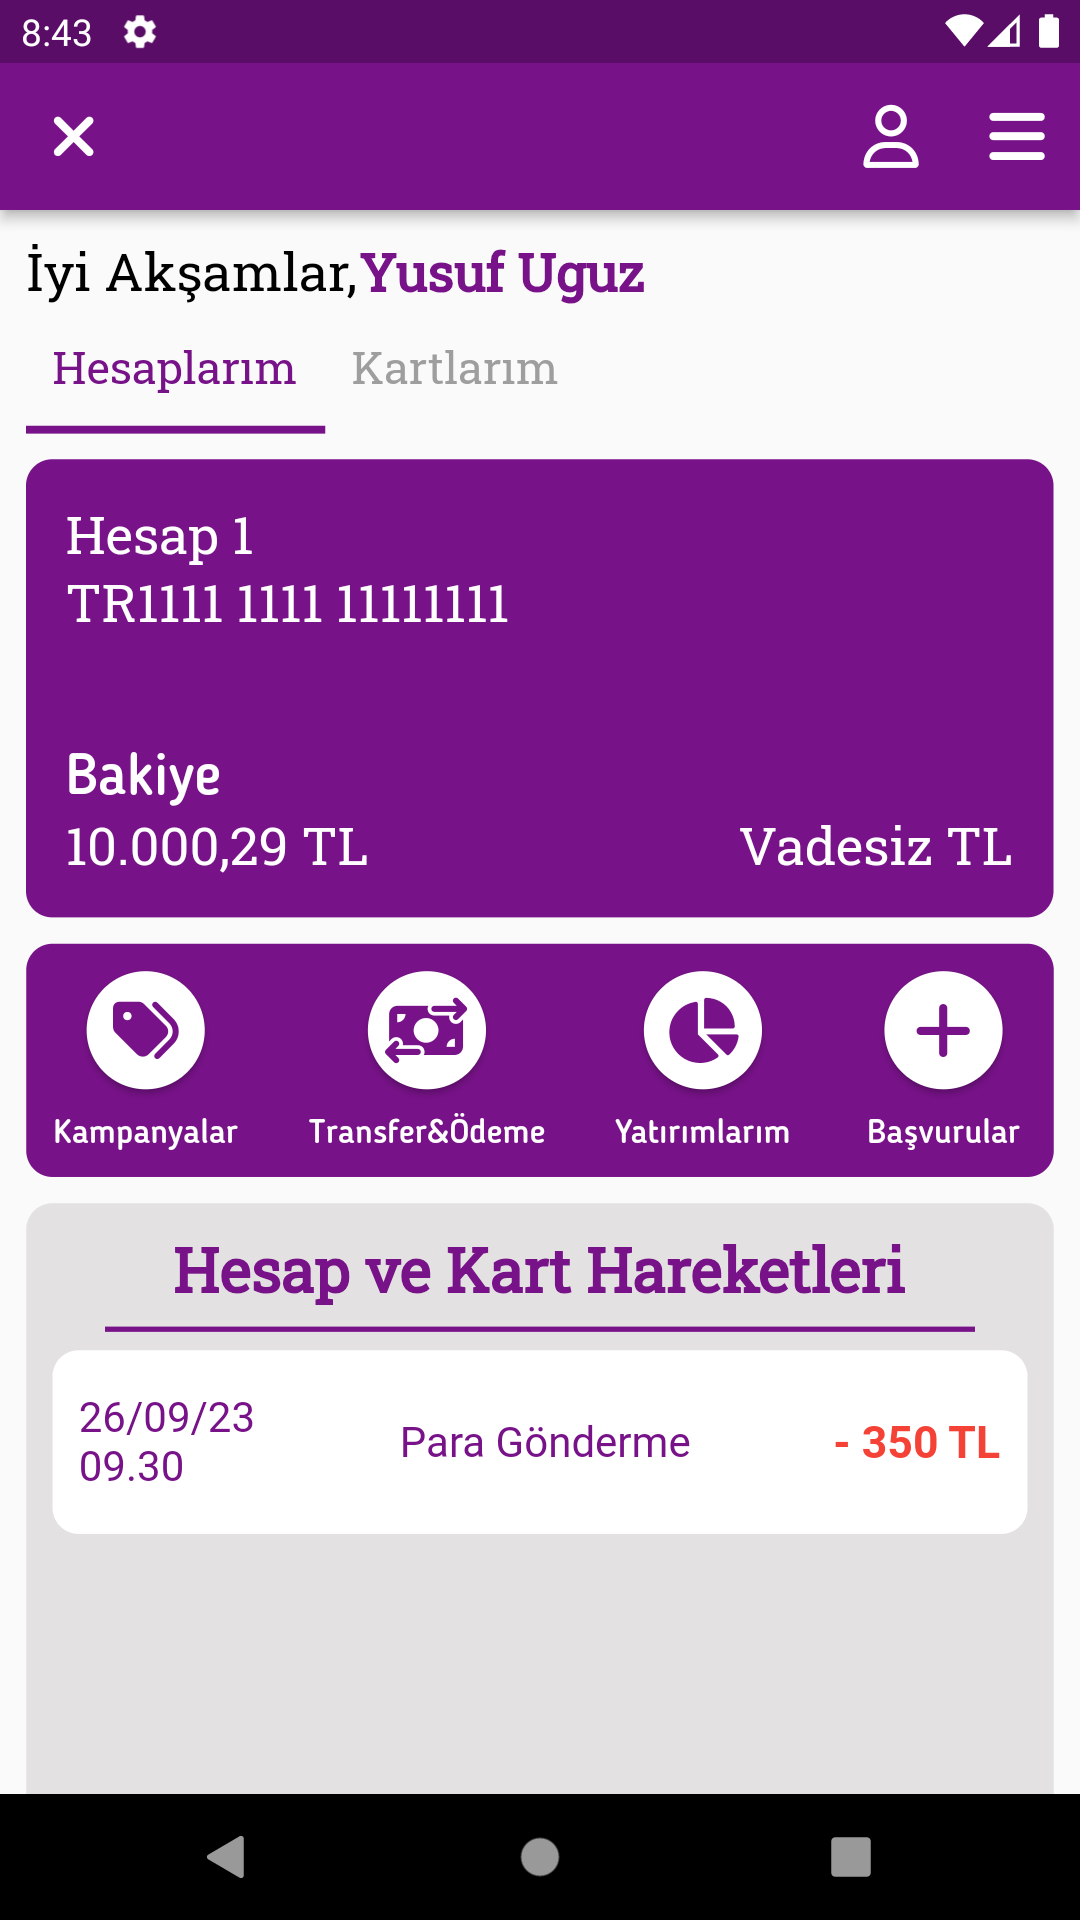 8:43
İyi Akşamlar,Yusuf Uguz
Hesaplarım Kartlarım
Hesap 1
TR1111 1111 11111111
Bakiye
10.000,29 TL Vadesiz TL
Kampanyalar Transfer&Ödeme Yatırımlarım Başvurular
Hesap ve Kart Hareketleri
26/09/23
09.30
Para Gönderme
- 350 TL